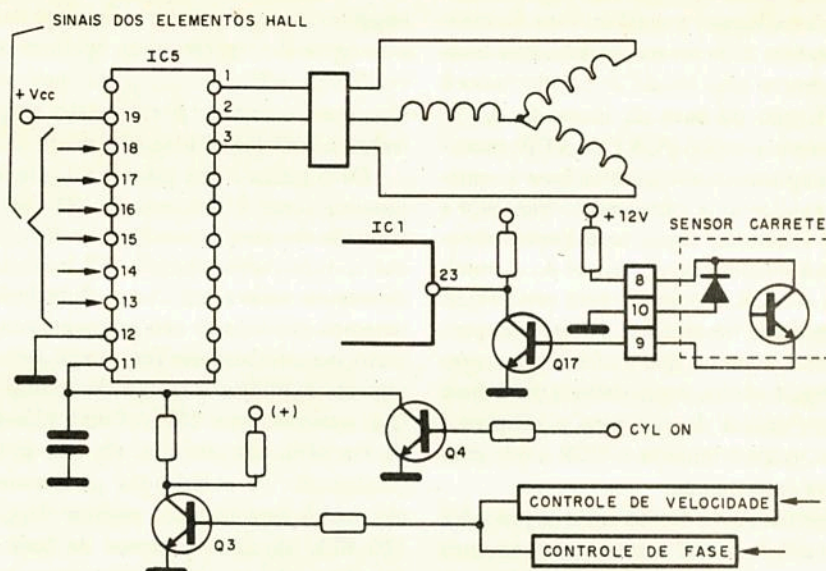 SINAIS DOS ELEMENTOS HALL
IC5
+ Vcc
19
18
17
16
15
14
13
12
11
1
2
3
IC1
23
+12V
SENSOR CARRETE
8
10
9
Q17
(+)
Q4
CYL ON
Q3
CONTROLE DE VELOCIDADE
CONTROLE DE FASE